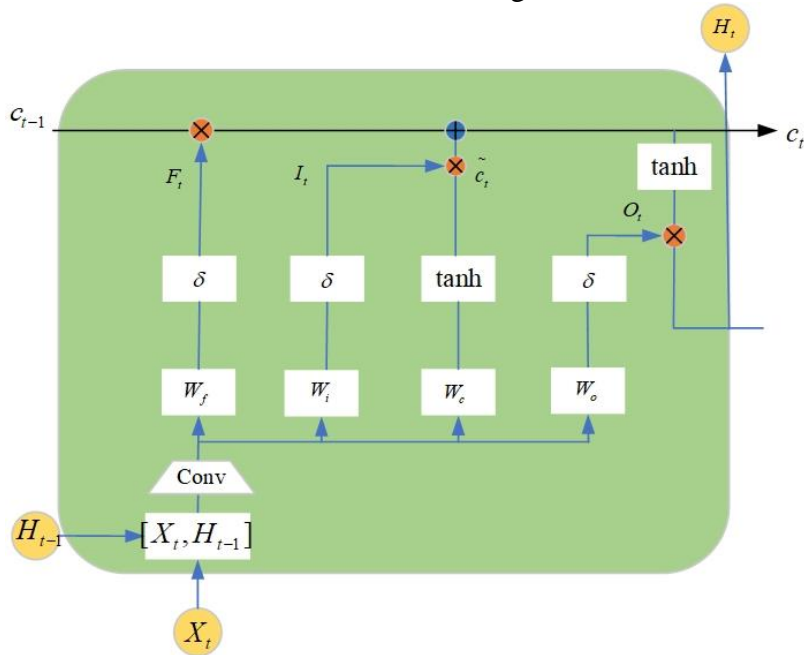 H_t
c_{t-1}
c_t
tanh
F_t
I_t
\tilde{c}_t
O_t
δ
δ
tanh
δ
W_f
W_i
W_c
W_o
Conv
H_{t-1}
[X_t, H_{t-1}]
X_t